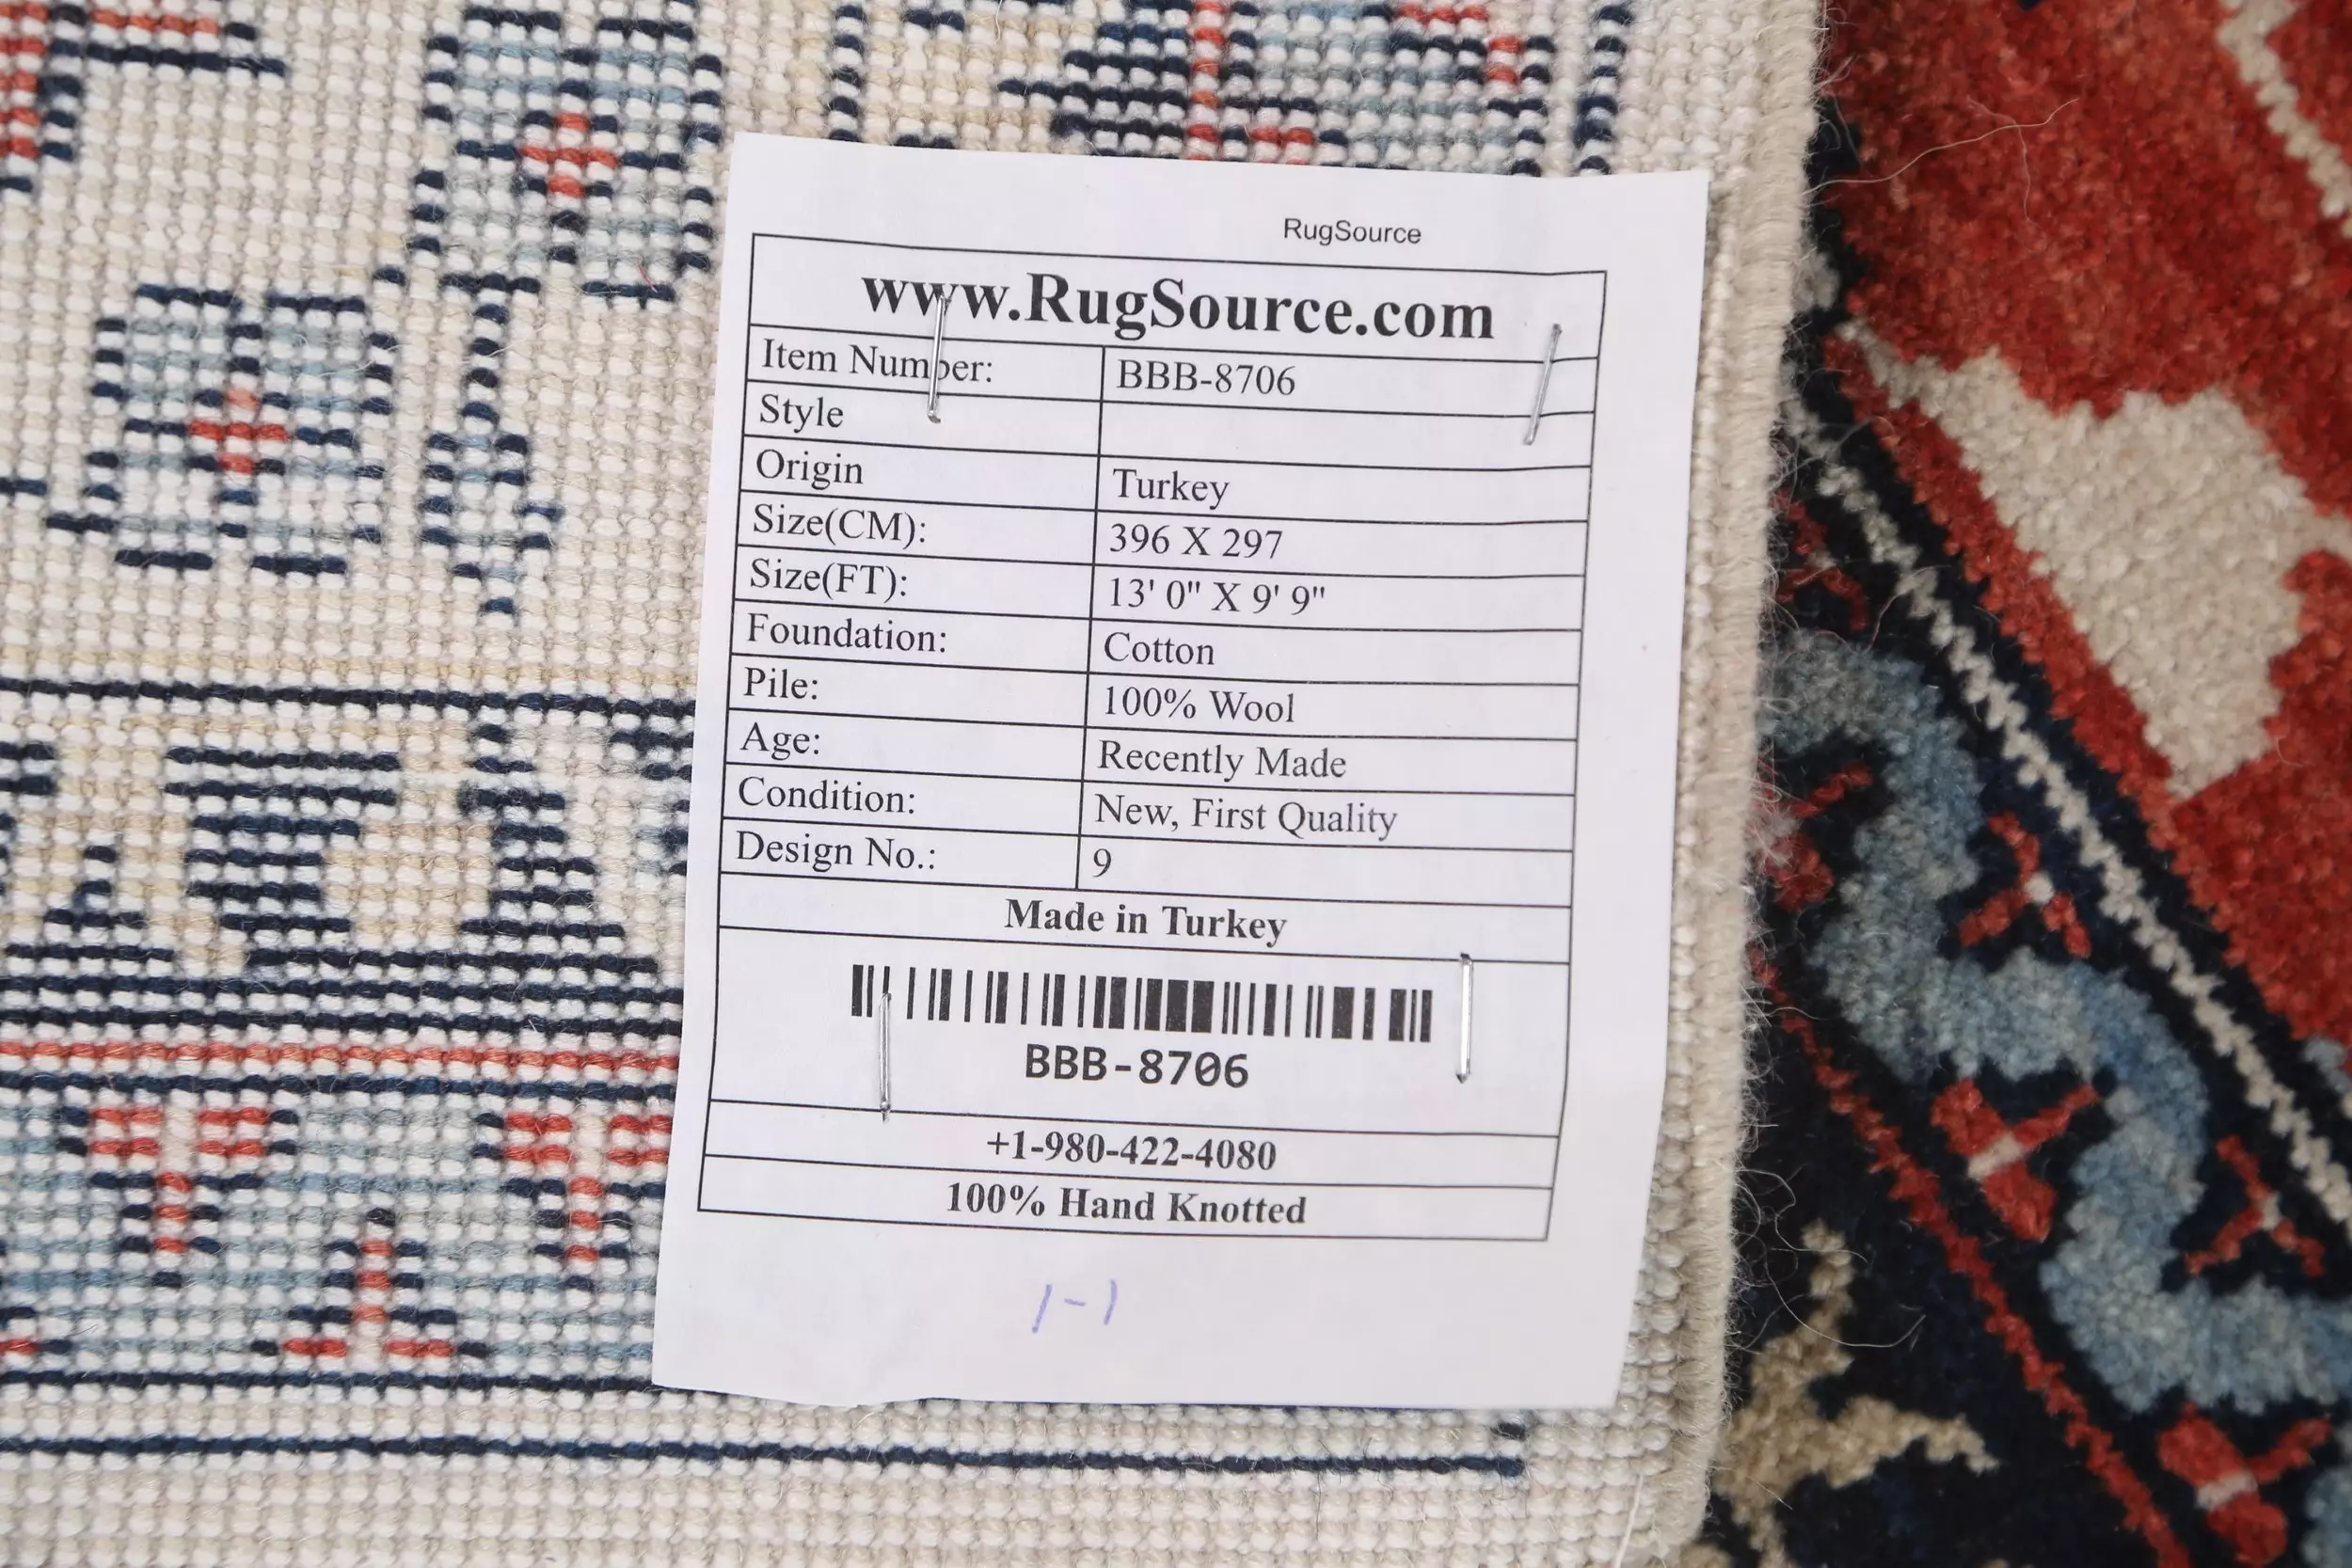 RugSource
www.RugSource.com
Item Number: BBB-8706
Style
Origin Turkey
Size(CM): 396 X 297
Size(FT): 13' 0" X 9' 9"
Foundation: Cotton
Pile: 100% Wool
Age: Recently Made
Condition: New, First Quality
Design No.: 9
Made in Turkey
BBB-8706
+1-980-422-4080
100% Hand Knotted
1-1